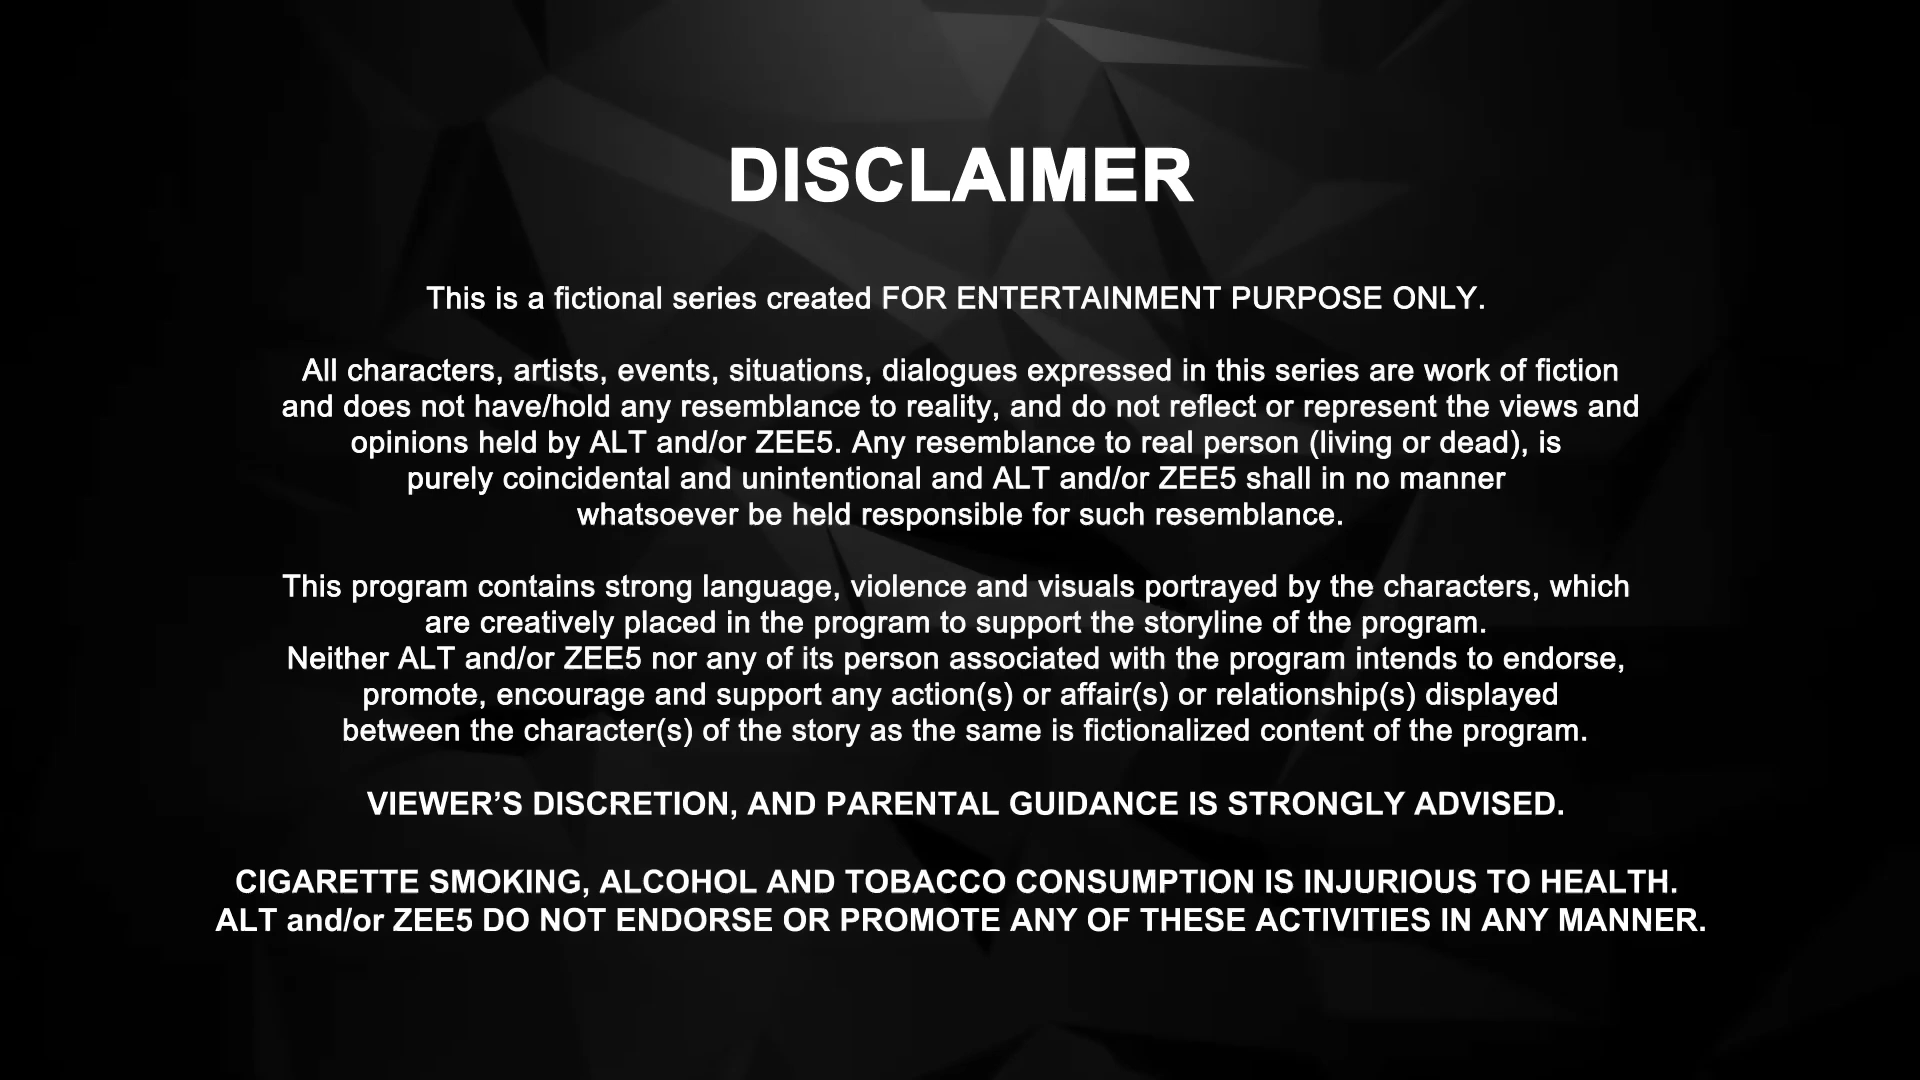 DISCLAIMER
This is a fictional series created FOR ENTERTAINMENT PURPOSE ONLY.
All characters, artists, events, situations, dialogues expressed in this series are work of fiction
and does not have/hold any resemblance to reality, and do not reflect or represent the views and
opinions held by ALT and/or ZEE5. Any resemblance to real person (living or dead), is
purely coincidental and unintentional and ALT and/or ZEE5 shall in no manner
whatsoever be held responsible for such resemblance.
This program contains strong language, violence and visuals portrayed by the characters, which
are creatively placed in the program to support the storyline of the program.
Neither ALT and/or ZEE5 nor any of its person associated with the program intends to endorse,
promote, encourage and support any action(s) or affair(s) or relationship(s) displayed
between the character(s) of the story as the same is fictionalized content of the program.
VIEWER’S DISCRETION, AND PARENTAL GUIDANCE IS STRONGLY ADVISED.
CIGARETTE SMOKING, ALCOHOL AND TOBACCO CONSUMPTION IS INJURIOUS TO HEALTH.
ALT and/or ZEE5 DO NOT ENDORSE OR PROMOTE ANY OF THESE ACTIVITIES IN ANY MANNER.